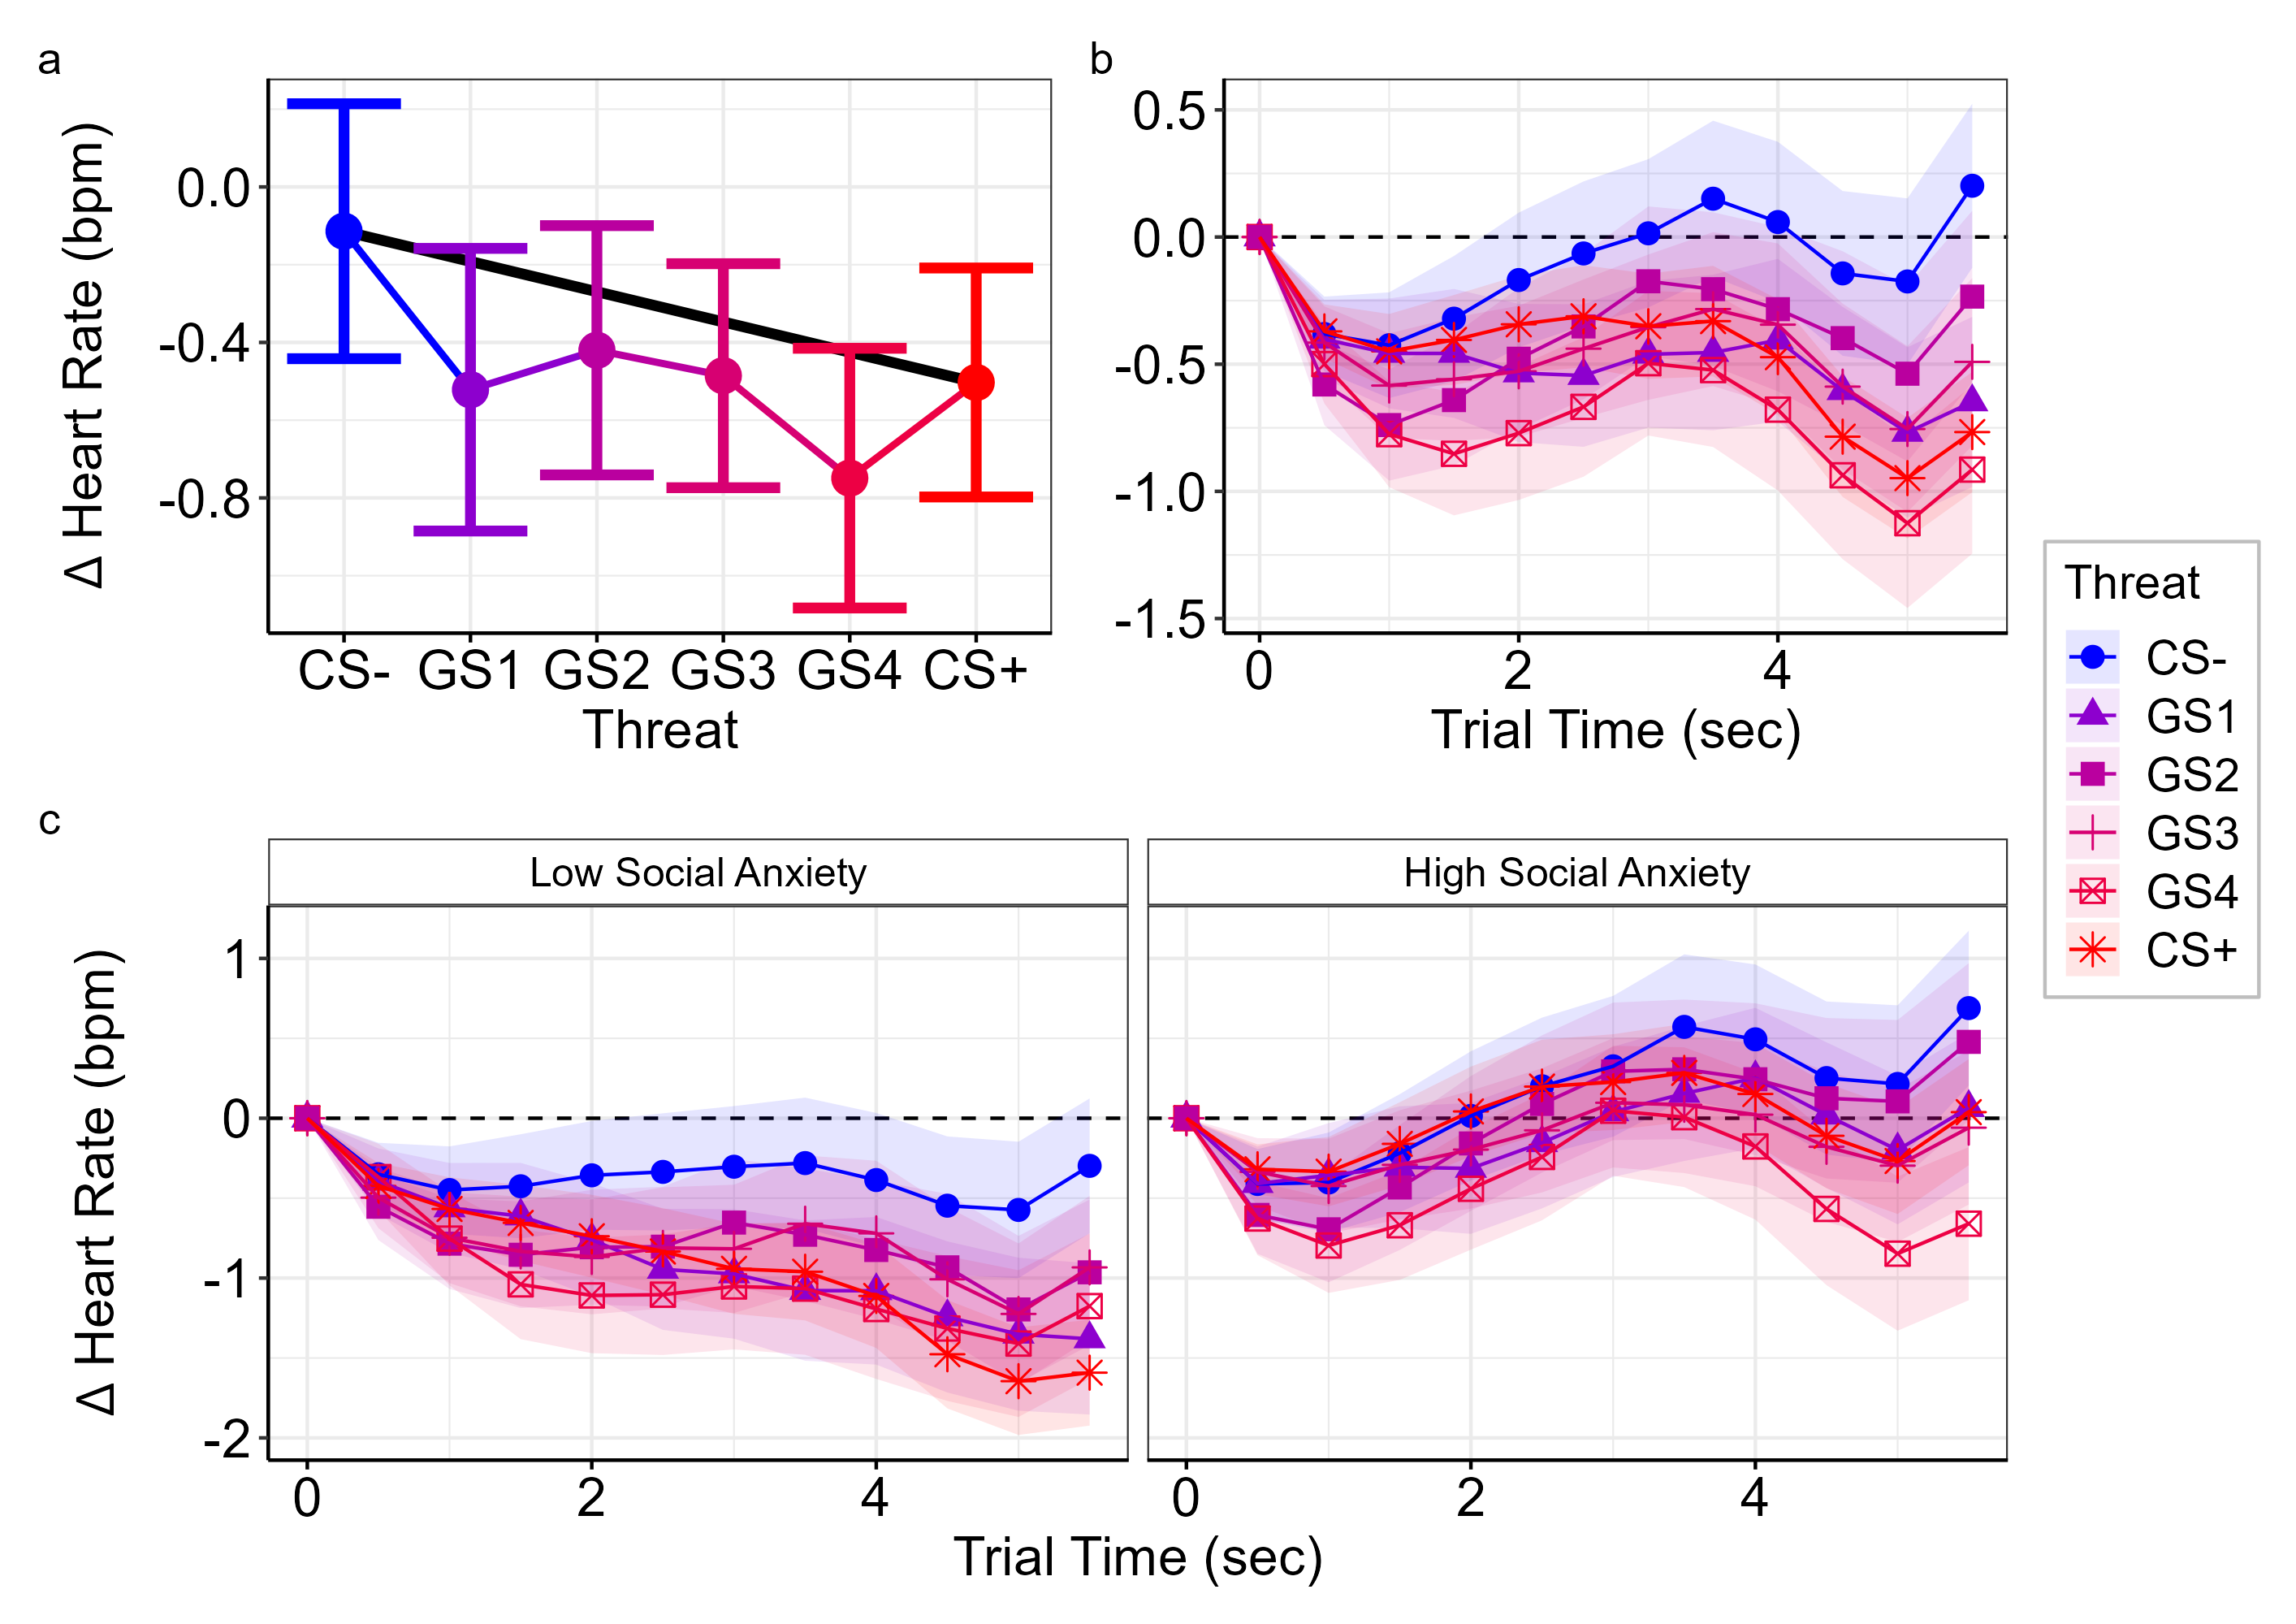 a
b
Δ Heart Rate (bpm)
0.0
-0.4
-0.8
CS- GS1 GS2 GS3 GS4 CS+
Threat
0.5
0.0
-0.5
-1.0
-1.5
0 2 4
Trial Time (sec)
Threat
CS-
GS1
GS2
GS3
GS4
CS+
c
Low Social Anxiety
High Social Anxiety
Δ Heart Rate (bpm)
1
0
-1
-2
0 2 4
0 2 4
Trial Time (sec)